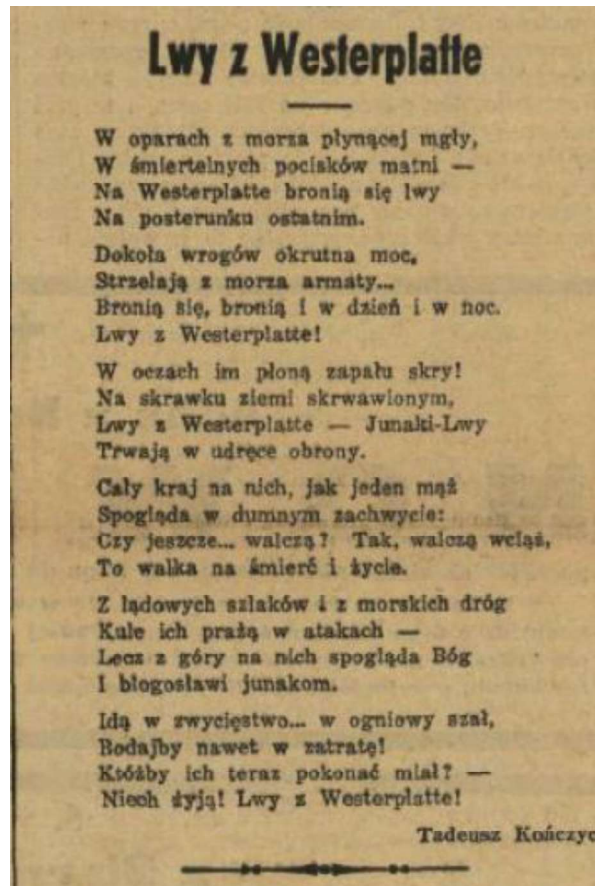 Lwy z Westerplatte
W oparach z morza płynącej mgły,
W śmiertelnych pocisków matni —
Na Westerplatte bronią się lwy
Na posterunku ostatnim.
Dokoła wrogów okrutna moc,
Strzelają z morza armaty...
Bronią się, bronią i w dzień i w noc.
Lwy z Westerplatte!
W oczach im płoną zapału skry!
Na skrawku ziemi skrwawionym,
Lwy z Westerplatte — Junaki-Lwy
Trwają w udręce obrony.
Cały kraj na nich, jak jeden mąż
Spogląda w dumnym zachwycie:
Czy jeszcze... walczą? Tak, walczą wciąż,
To walka na śmierć i życie.
Z lądowych szlaków i z morskich dróg
Kule ich prażą w atakach —
Lecz z góry na nich spogląda Bóg
I błogosławi junakom.
Idą w zwycięstwo... w ogniowy szał,
Bodajby nawet w zatratę!
Któżby ich teraz pokonać miał? —
Niech żyją! Lwy z Westerplatte!
Tadeusz Kończyc